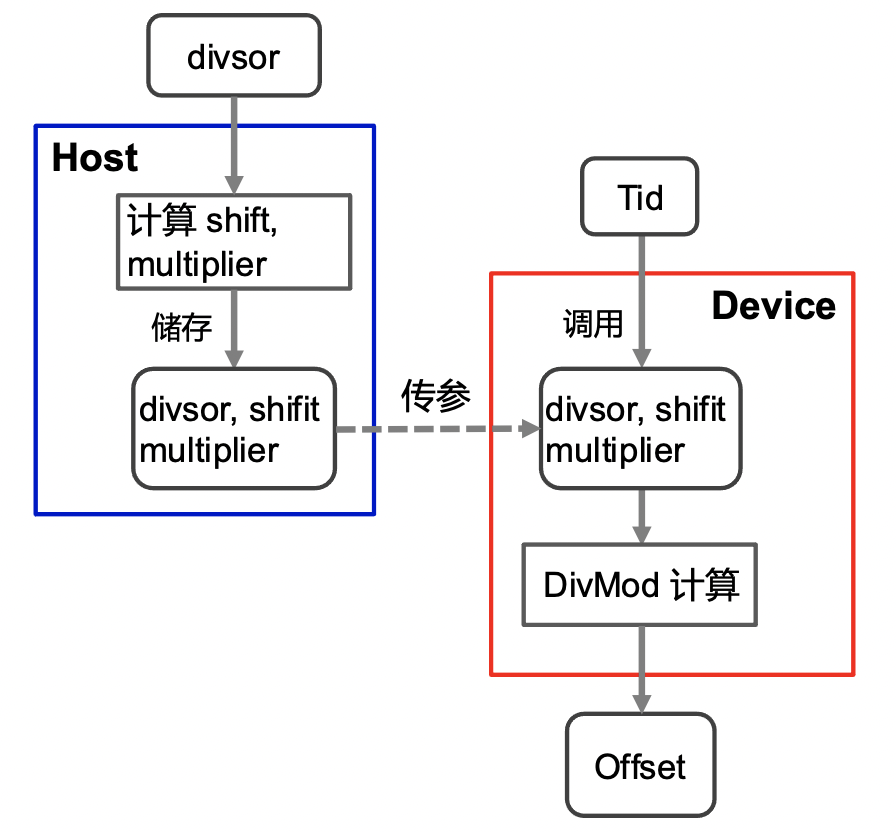 divsor
Host
计算 shift,
multiplier
储存
divsor, shifit
multiplier
传参
Tid
Device
调用
divsor, shifit
multiplier
DivMod 计算
Offset